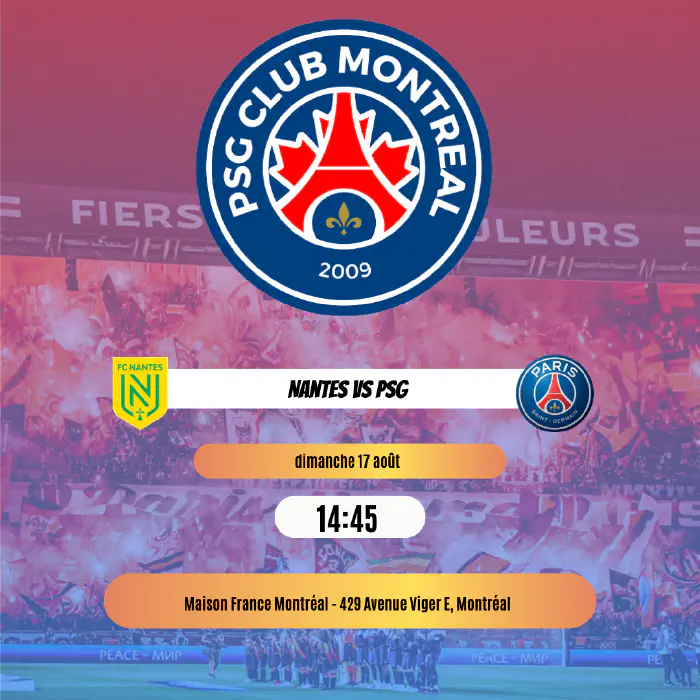 PSG CLUB MONTREAL
2009
FIERS
ULEURS
FC NANTES
N
NANTES VS PSG
PARIS
SAINT-GERMAIN
dimanche 17 août
14:45
Maison France Montréal - 429 Avenue Viger E, Montréal
PEACE - МИР
PEACE - МИР